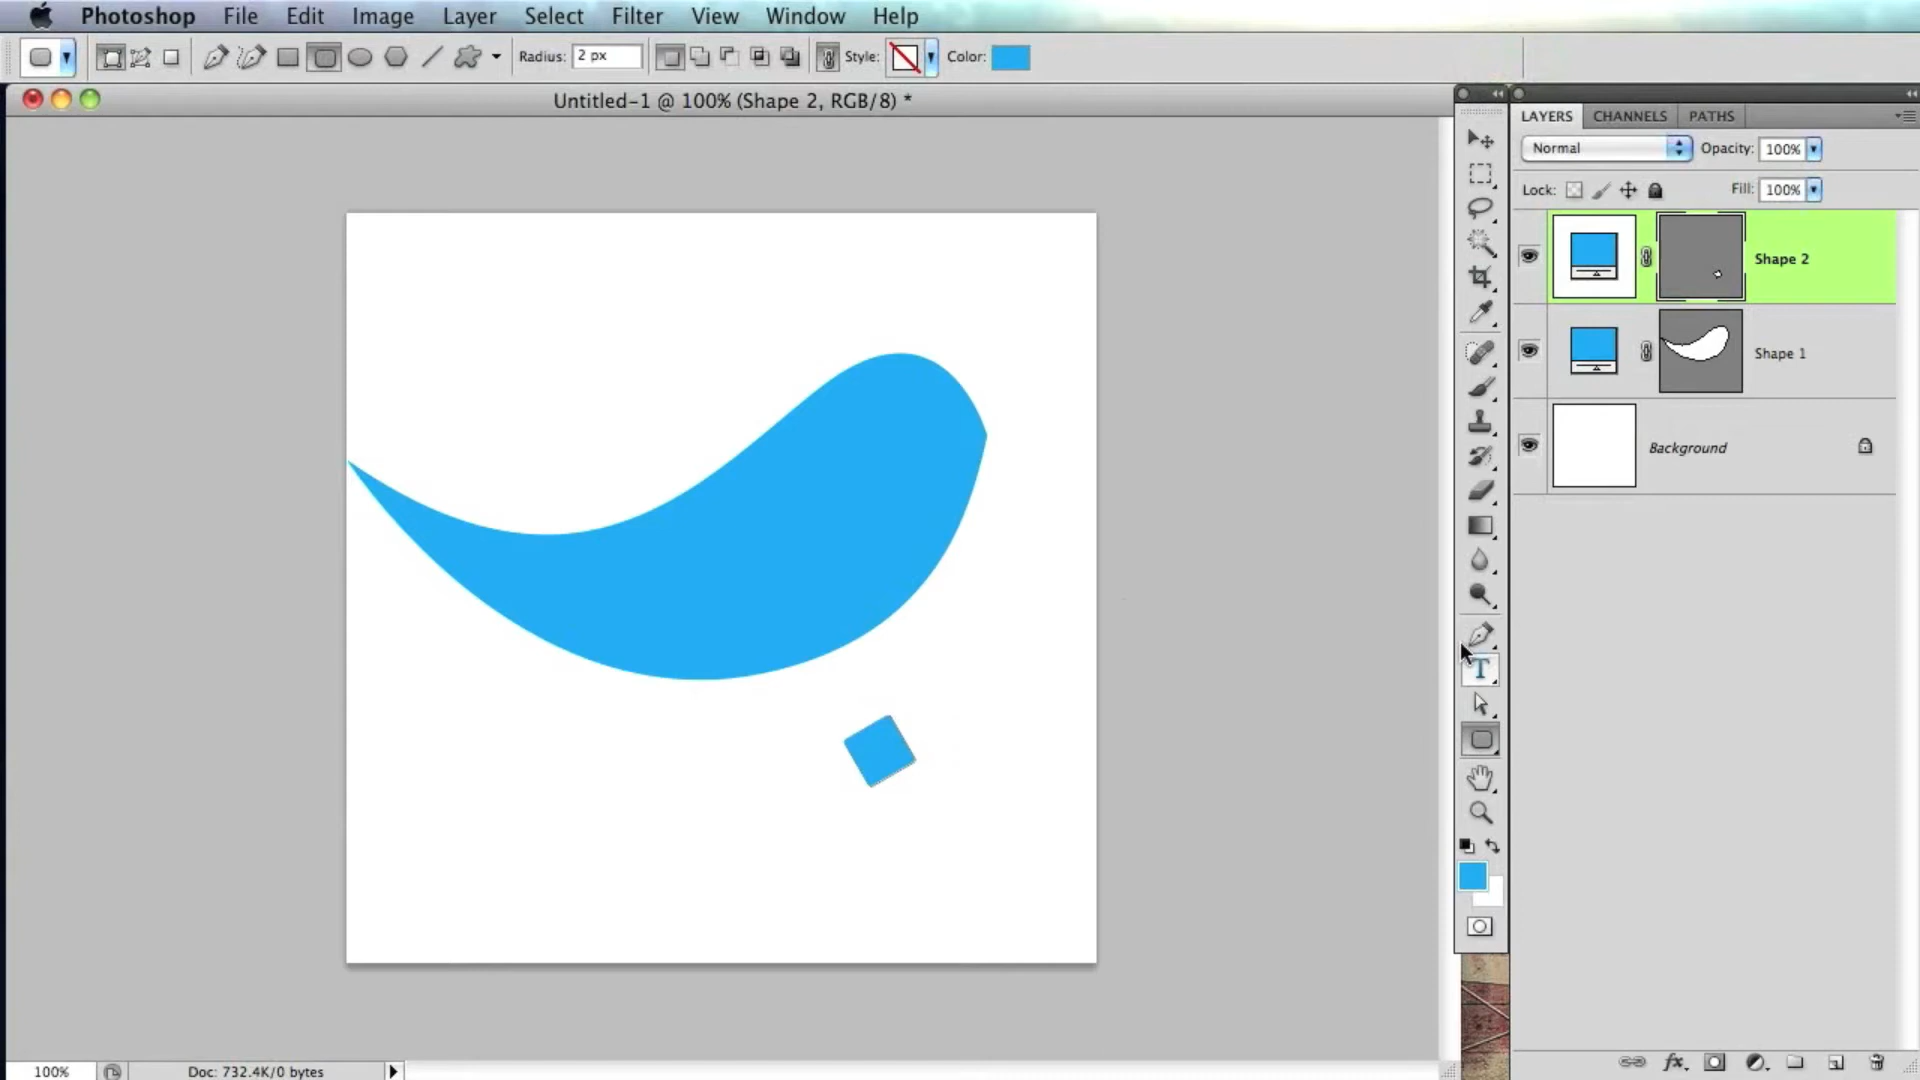 Photoshop File Edit Image Layer Select Filter View Window Help
Radius: 2 px Style: Color:
Untitled-1 @ 100% (Shape 2, RGB/8) *
LAYERS CHANNELS PATHS
Normal Opacity: 100%
Lock: Fill: 100%
Shape 2
Shape 1
Background
T
100% Doc: 732.4K/0 bytes
fx